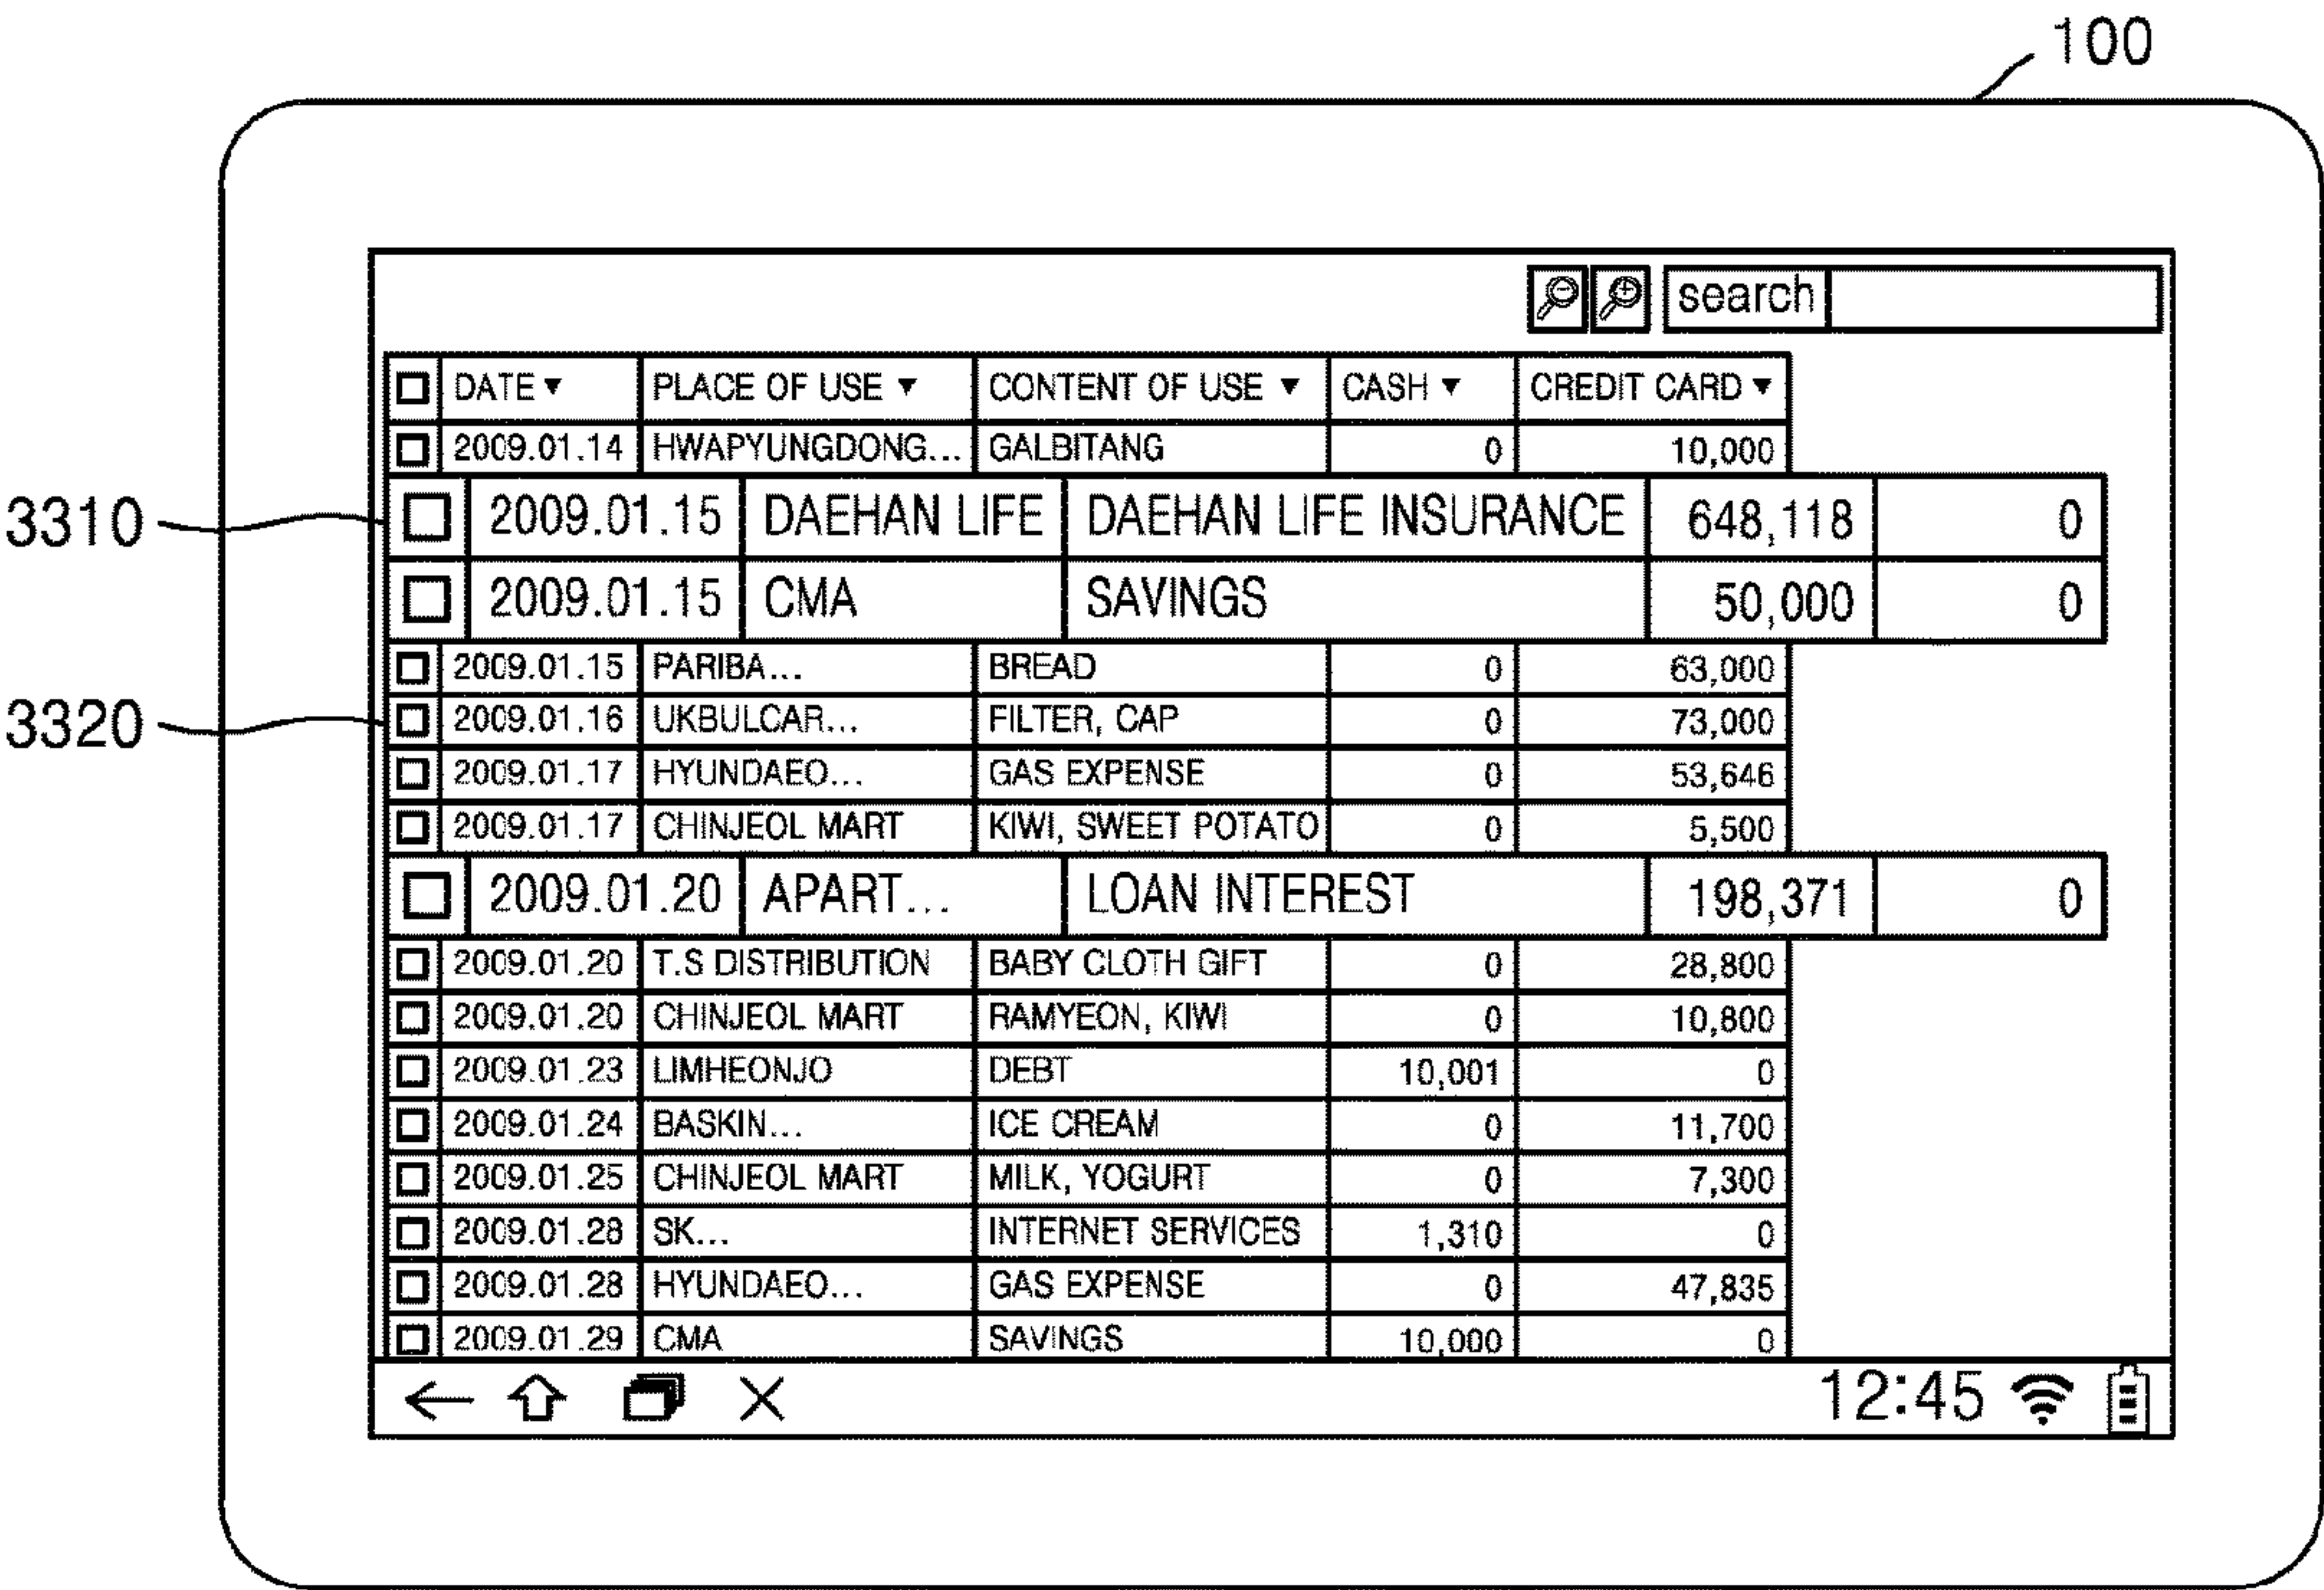 100
search
DATE ▼ PLACE OF USE ▼ CONTENT OF USE ▼ CASH ▼ CREDIT CARD ▼
2009.01.14 HWAPYUNGDONG... GALBITANG 0 10,000
3310 2009.01.15 DAEHAN LIFE DAEHAN LIFE INSURANCE 648,118 0
2009.01.15 CMA SAVINGS 50,000 0
2009.01.15 PARIBA... BREAD 0 63,000
3320 2009.01.16 UKBULCAR... FILTER, CAP 0 73,000
2009.01.17 HYUNDAEO... GAS EXPENSE 0 53,646
2009.01.17 CHINJEOL MART KIWI, SWEET POTATO 0 5,500
2009.01.20 APART... LOAN INTEREST 198,371 0
2009.01.20 T.S DISTRIBUTION BABY CLOTH GIFT 0 28,800
2009.01.20 CHINJEOL MART RAMYEON, KIWI 0 10,800
2009.01.23 LIMHEONJO DEBT 10,001 0
2009.01.24 BASKIN... ICE CREAM 0 11,700
2009.01.25 CHINJEOL MART MILK, YOGURT 0 7,300
2009.01.28 SK... INTERNET SERVICES 1,310 0
2009.01.28 HYUNDAEO... GAS EXPENSE 0 47,835
2009.01.29 CMA SAVINGS 10,000 0
12:45